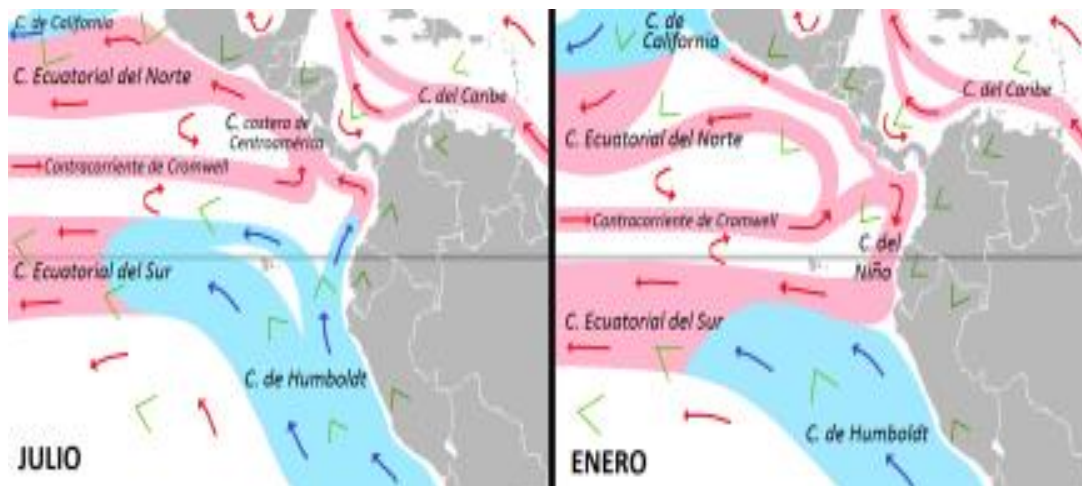 C. de California
C. Ecuatorial del Norte
C. costera de
Centroamérica
C. del Caribe
Contracorriente de Cromwell
C. Ecuatorial del Sur
C. de Humboldt
JULIO
C. de
California
C. del Caribe
C. Ecuatorial del Norte
Contracorriente de Cromwell
C. del
Niño
C. Ecuatorial del Sur
C. de Humboldt
ENERO